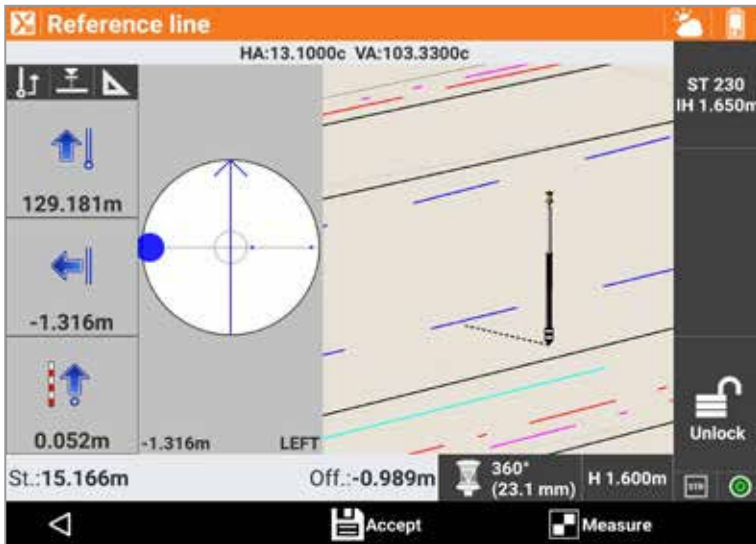 Reference line
HA:13.1000c VA:103.3300c
ST 230
IH 1.650m
129.181m
-1.316m
0.052m
-1.316m LEFT
Unlock
St.:15.166m Off.:-0.989m 360° (23.1 mm) H 1.600m
STD
Accept Measure